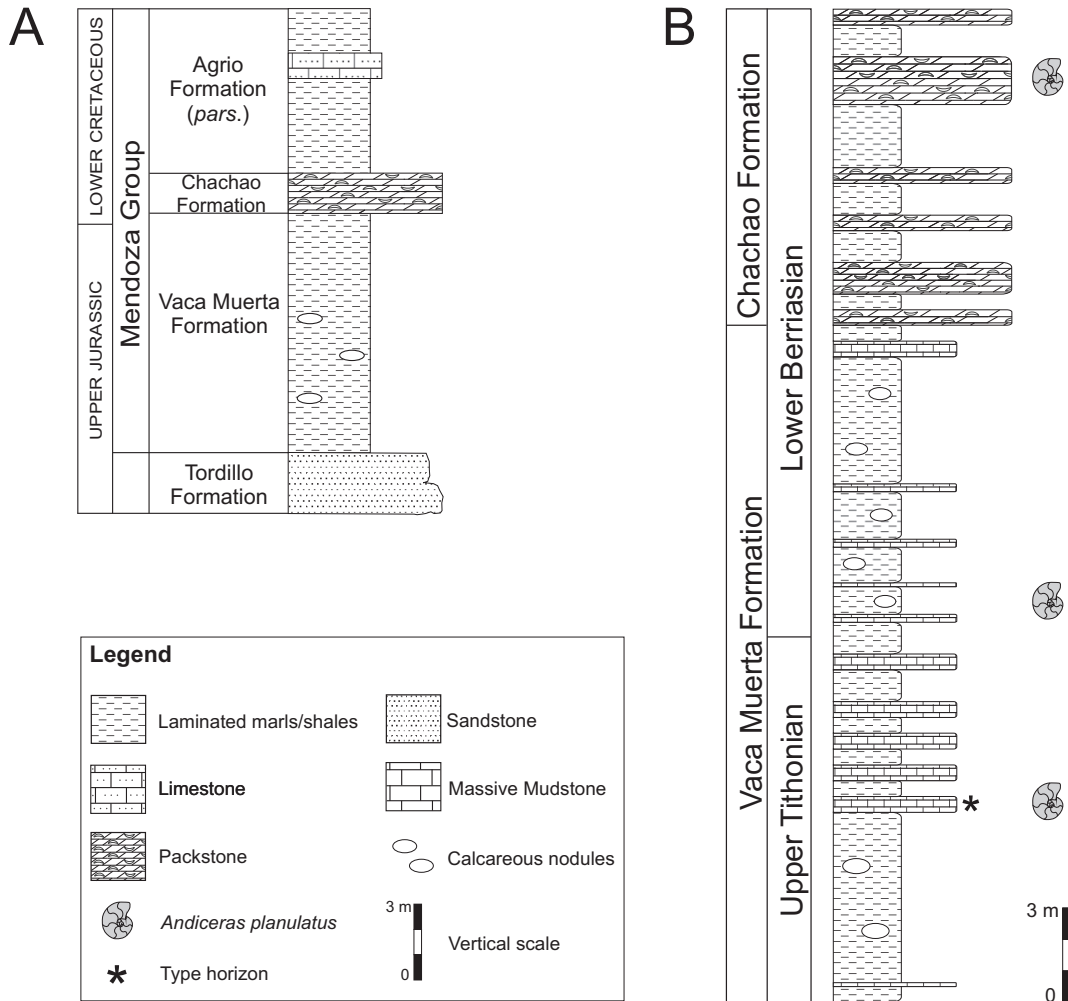 A
LOWER CRETACEOUS
UPPER JURASSIC
Mendoza Group
Agrio
Formation
(pars.)
Chachao
Formation
Vaca Muerta
Formation
Tordillo
Formation
B
Chachao Formation
Vaca Muerta Formation
Lower Berriasian
Upper Tithonian
*
3 m
0
Legend
Laminated marls/shales
Limestone
Packstone
Andiceras planulatus
* Type horizon
Sandstone
Massive Mudstone
Calcareous nodules
3 m
0
Vertical scale